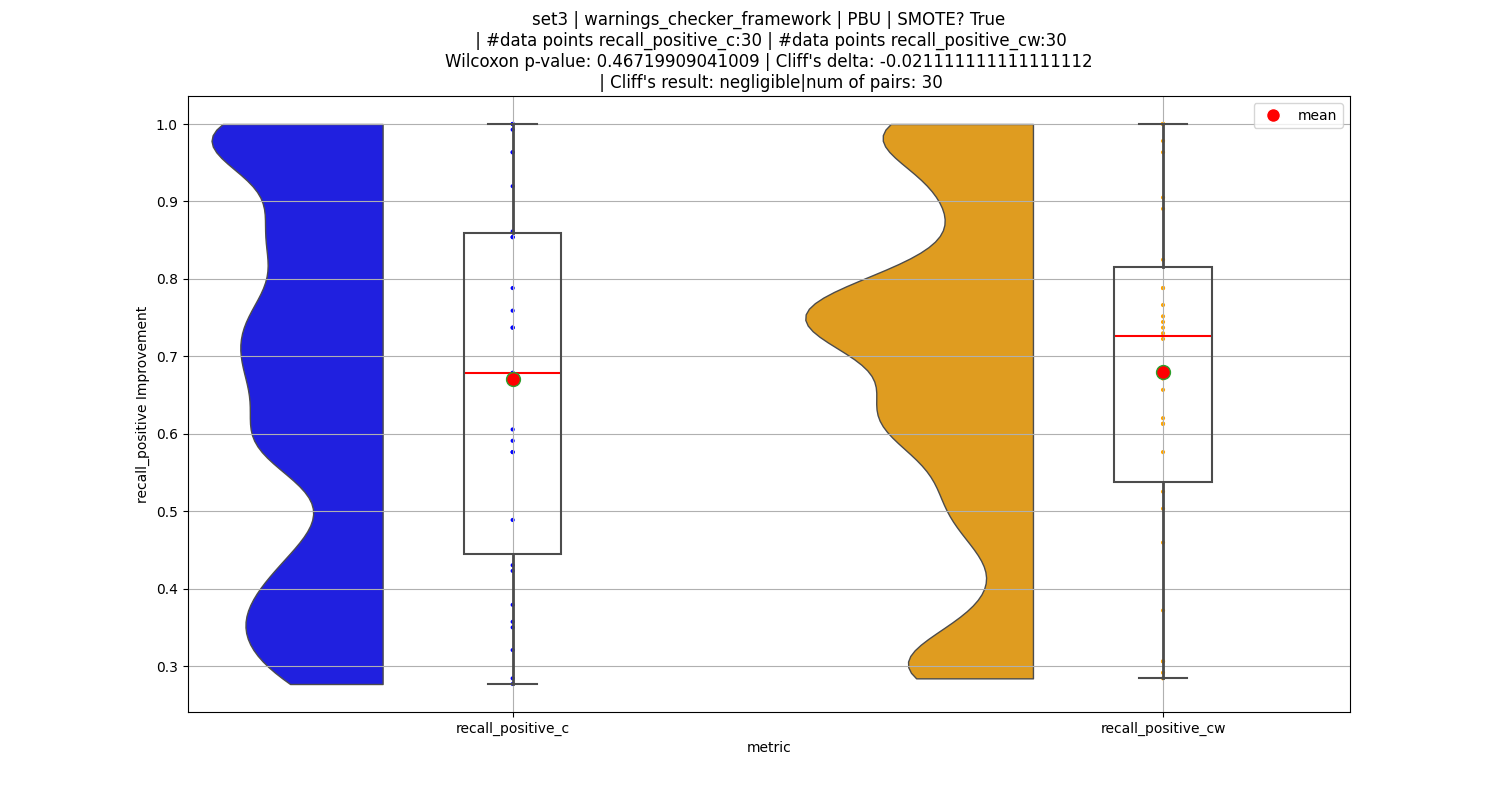 set3 | warnings_checker_framework | PBU | SMOTE? True
| #data points recall_positive_c:30 | #data points recall_positive_cw:30
Wilcoxon p-value: 0.46719909041009 | Cliff's delta: -0.021111111111111112
| Cliff's result: negligible|num of pairs: 30
mean
1.0
0.9
0.8
0.7
0.6
0.5
0.4
0.3
recall_positive Improvement
recall_positive_c
recall_positive_cw
metric